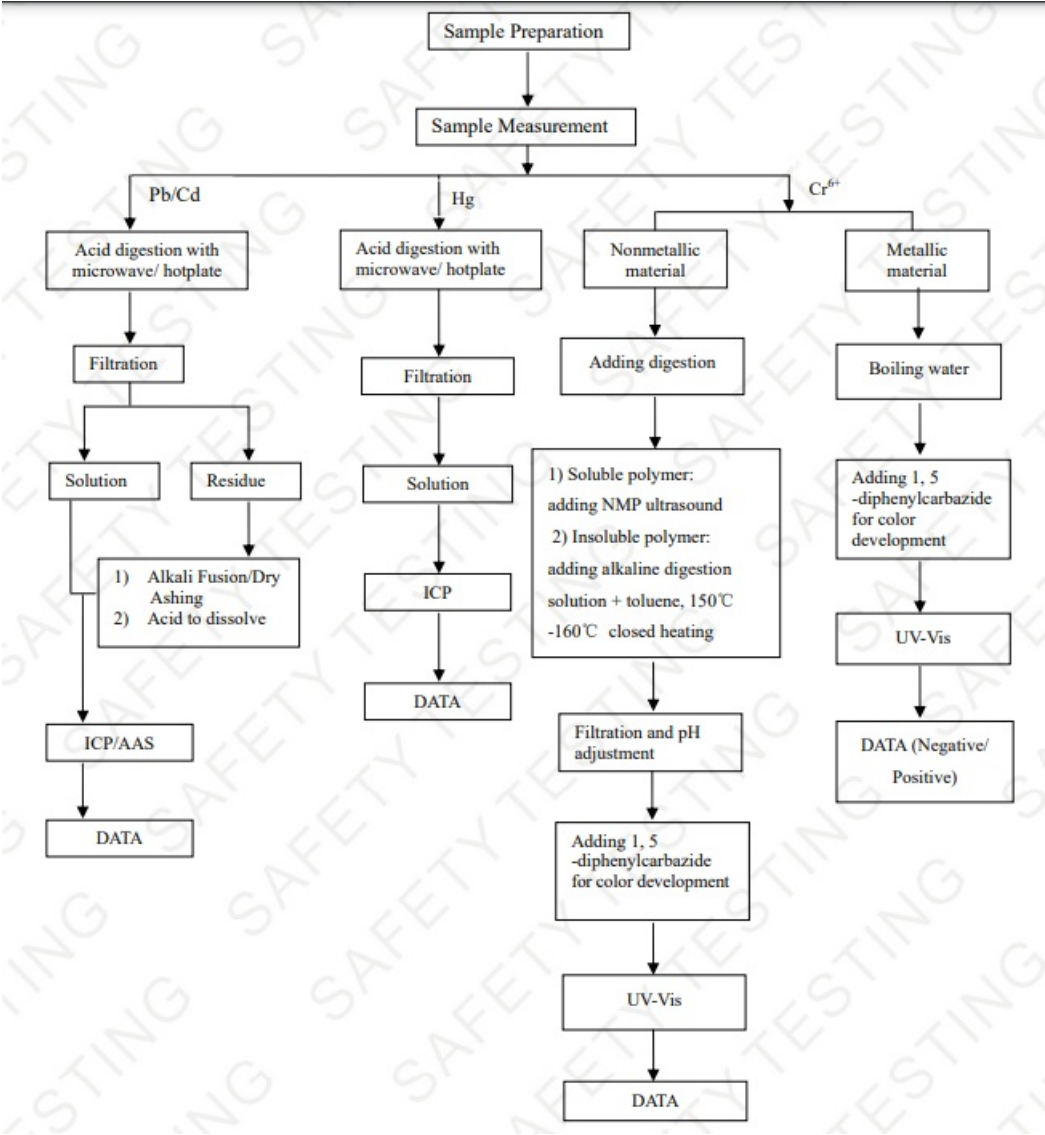 Sample Preparation
Sample Measurement
Pb/Cd
Hg
Cr⁶⁺
Acid digestion with
microwave/ hotplate
Filtration
Solution
Residue
1) Alkali Fusion/Dry
Ashing
2) Acid to dissolve
ICP/AAS
DATA
Acid digestion with
microwave/ hotplate
Filtration
Solution
ICP
DATA
Nonmetallic
material
Adding digestion
1) Soluble polymer:
adding NMP ultrasound
2) Insoluble polymer:
adding alkaline digestion
solution + toluene, 150℃
-160℃ closed heating
Filtration and pH
adjustment
Adding 1, 5
-diphenylcarbazide
for color development
UV-Vis
DATA
Metallic
material
Boiling water
Adding 1, 5
-diphenylcarbazide
for color
development
UV-Vis
DATA (Negative/
Positive)
SAFETY TESTING